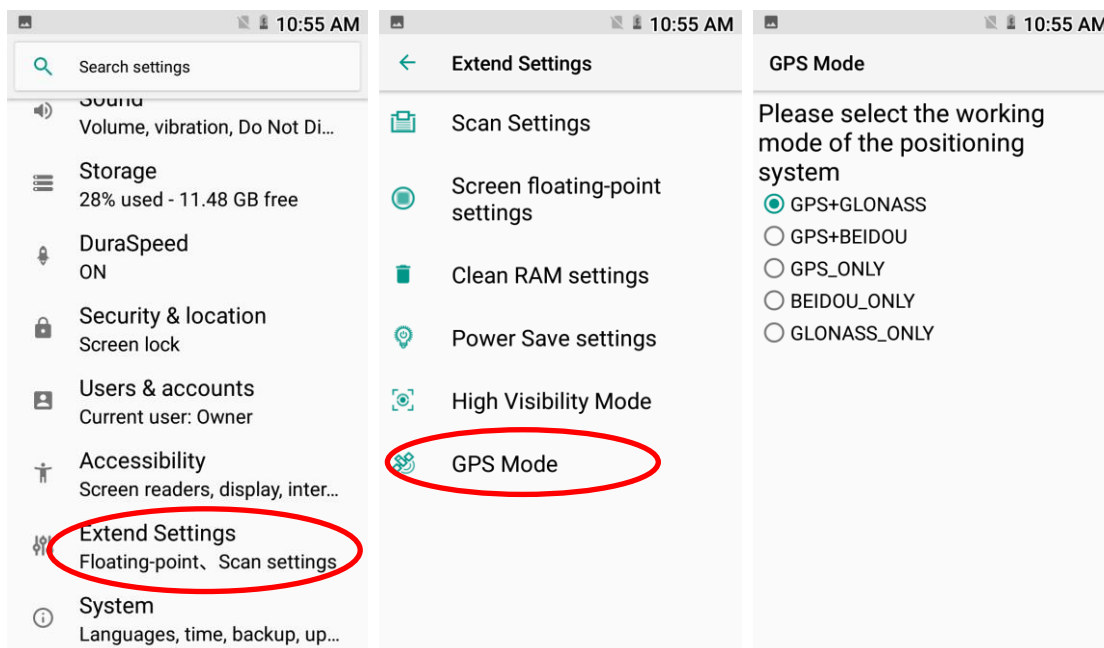 10:55 AM
Search settings
Sound
Volume, vibration, Do Not Di...
Storage
28% used - 11.48 GB free
DuraSpeed
ON
Security & location
Screen lock
Users & accounts
Current user: Owner
Accessibility
Screen readers, display, inter...
Extend Settings
Floating-point、Scan settings
System
Languages, time, backup, up...
10:55 AM
Extend Settings
Scan Settings
Screen floating-point
settings
Clean RAM settings
Power Save settings
High Visibility Mode
GPS Mode
10:55 AM
GPS Mode
Please select the working
mode of the positioning
system
GPS+GLONASS
GPS+BEIDOU
GPS_ONLY
BEIDOU_ONLY
GLONASS_ONLY